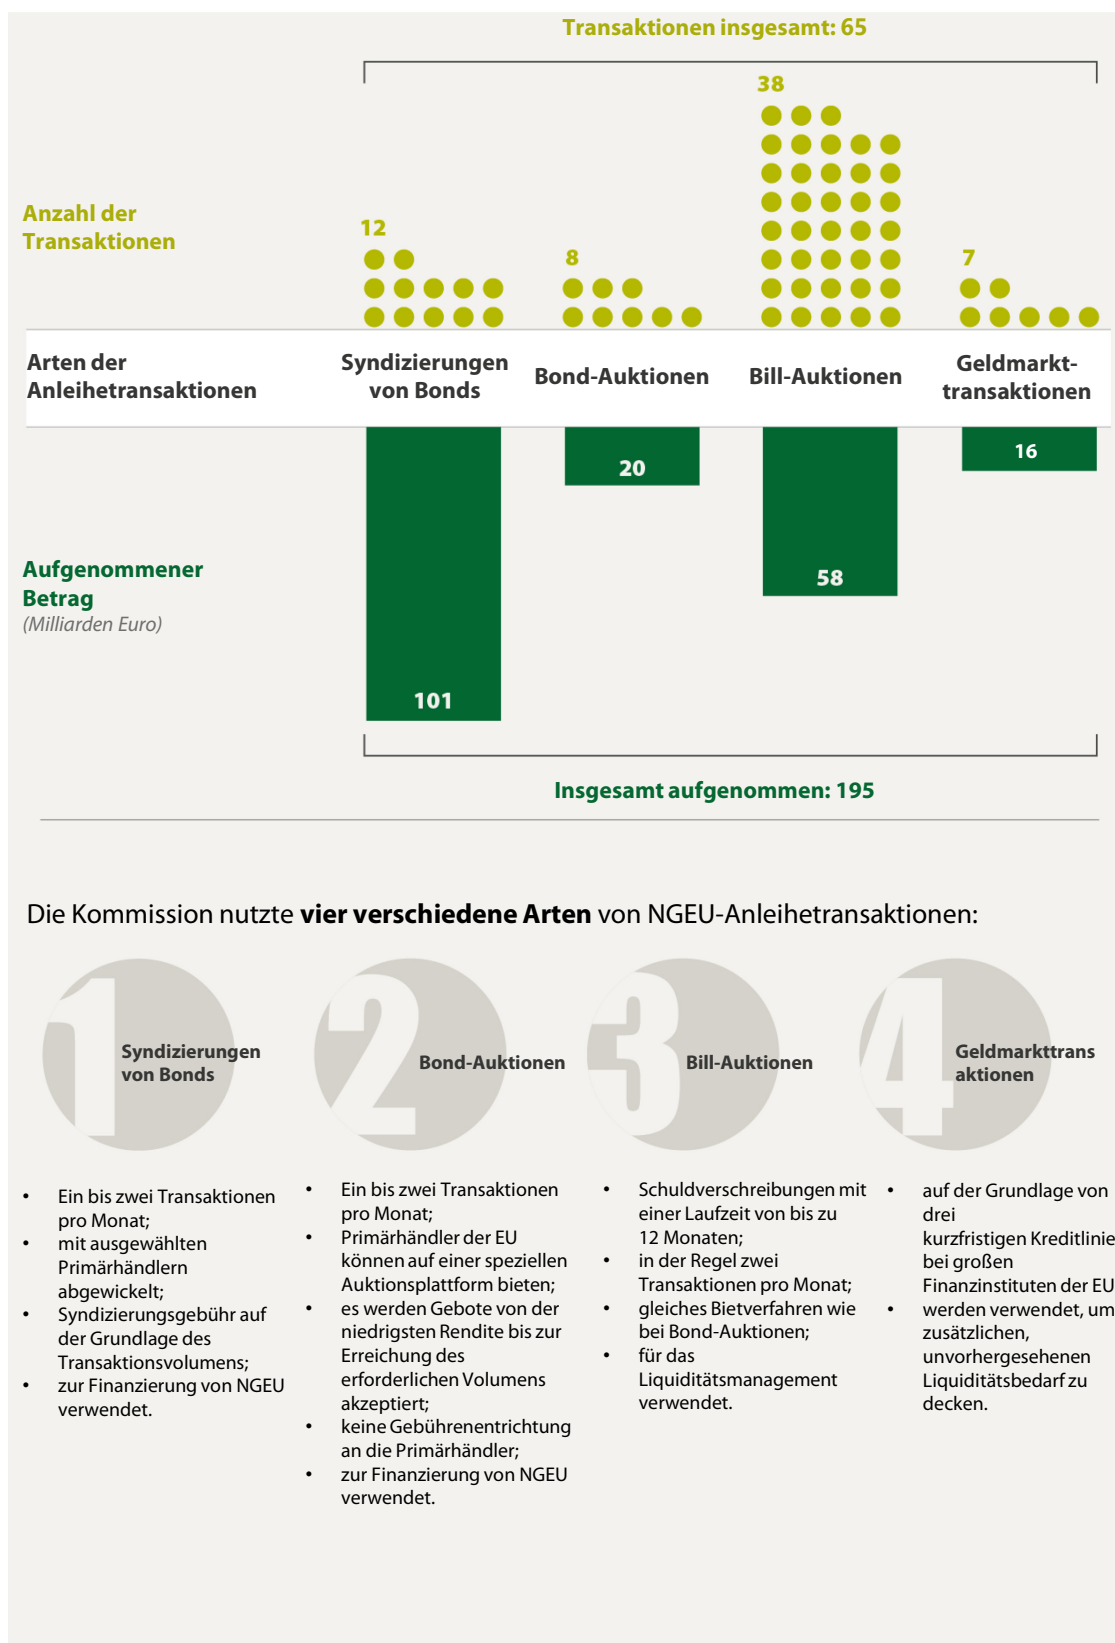 Transaktionen insgesamt: 65
38
Anzahl der
Transaktionen
12
8
7
Arten der
Anleihetransaktionen
Syndizierungen
von Bonds
Bond-Auktionen
Bill-Auktionen
Geldmarkt-
transaktionen
20
16
Aufgenommener
Betrag
(Milliarden Euro)
58
101
Insgesamt aufgenommen: 195
Die Kommission nutzte vier verschiedene Arten von NGEU-Anleihetransaktionen:
1
Syndizierungen
von Bonds
2
Bond-Auktionen
3
Bill-Auktionen
4
Geldmarkttrans
aktionen
• Ein bis zwei Transaktionen
pro Monat;
• mit ausgewählten
Primärhändlern
abgewickelt;
• Syndizierungsgebühr auf
der Grundlage des
Transaktionsvolumens;
• zur Finanzierung von NGEU
verwendet.
• Ein bis zwei Transaktionen
pro Monat;
• Primärhändler der EU
können auf einer speziellen
Auktionsplattform bieten;
• es werden Gebote von der
niedrigsten Rendite bis zur
Erreichung des
erforderlichen Volumens
akzeptiert;
• keine Gebührenentrichtung
an die Primärhändler;
• zur Finanzierung von NGEU
verwendet.
• Schuldverschreibungen mit
einer Laufzeit von bis zu
12 Monaten;
• in der Regel zwei
Transaktionen pro Monat;
• gleiches Bietverfahren wie
bei Bond-Auktionen;
• für das
Liquiditätsmanagement
verwendet.
• auf der Grundlage von
drei
kurzfristigen Kreditlinie
bei großen
Finanzinstituten der EU
• werden verwendet, um
zusätzlichen,
unvorhergesehenen
Liquiditätsbedarf zu
decken.